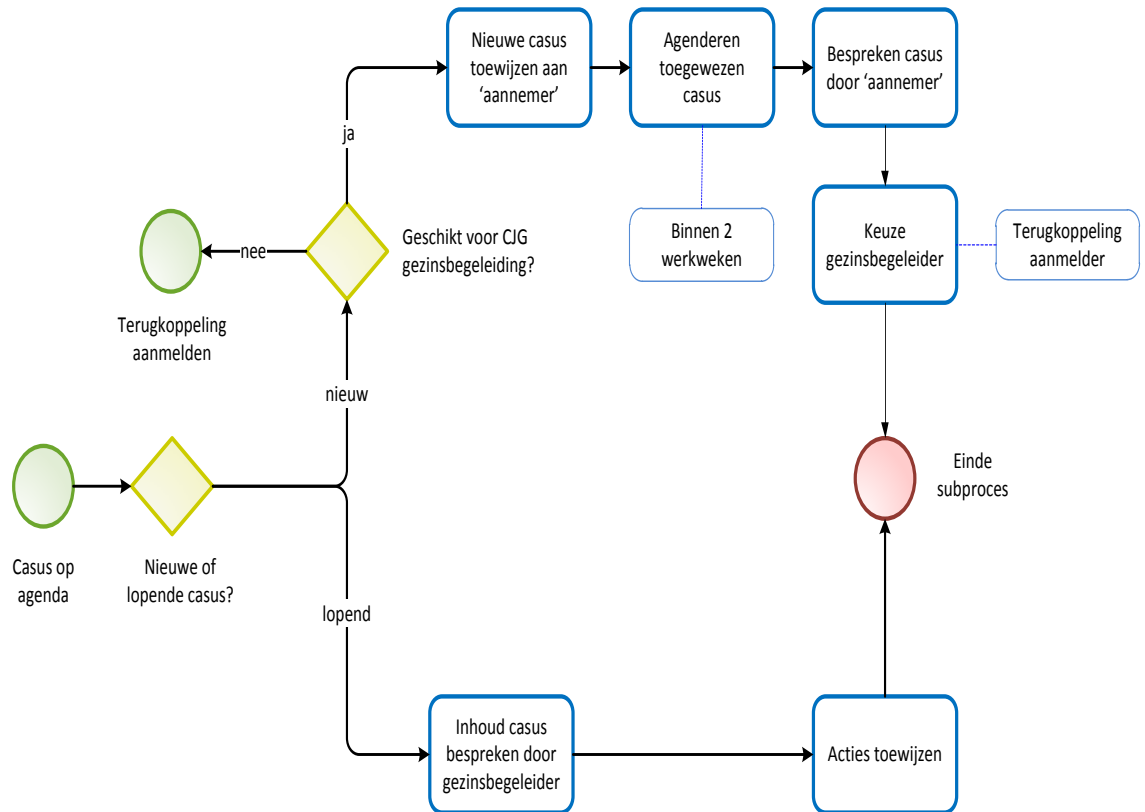 Nieuwe casus
toewijzen aan
‘aannemer’
Agenderen
toegewezen
casus
Bespreken casus
door ‘aannemer’
ja
Geschikt voor CJG
gezinsbegeleiding?
nee
Terugkoppeling
aanmelden
Binnen 2
werkweken
Keuze
gezinsbegeleider
Terugkoppeling
aanmelder
nieuw
Casus op
agenda
Nieuwe of
lopende casus?
Einde
subproces
lopend
Inhoud casus
bespreken door
gezinsbegeleider
Acties toewijzen